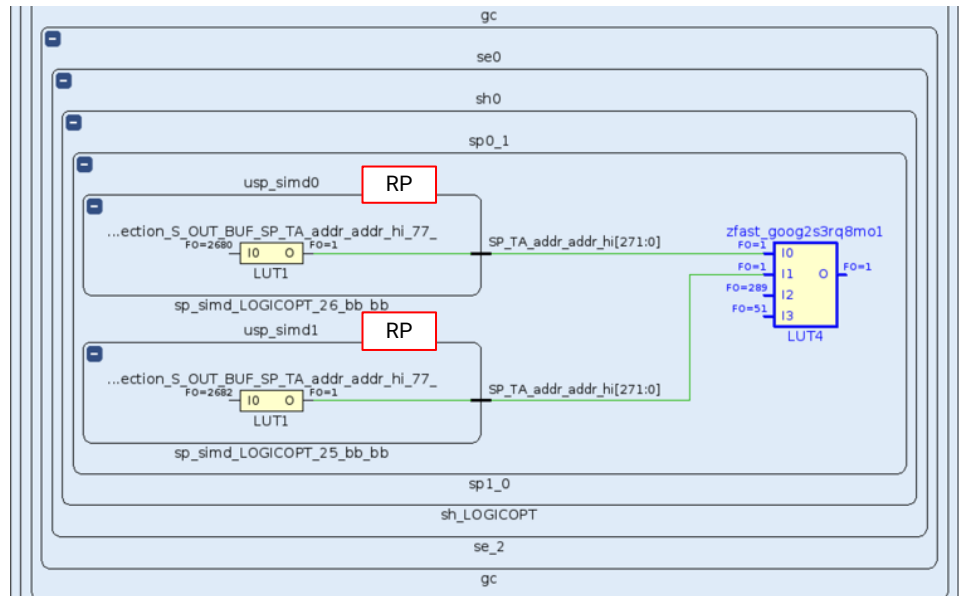 gc
se0
sh0
sp0_1
usp_simd0
RP
...ection_S_OUT_BUF_SP_TA_addr_addr_hi_77_
FO=2680
FO=1
I0 O
LUT1
SP_TA_addr_addr_hi[271:0]
sp_simd_LOGICOPT_26_bb_bb
zfast_goog2s3rq8mo1
FO=1
I0
FO=1
I1 O
FO=1
FO=289
I2
FO=51
I3
LUT4
usp_simd1
RP
...ection_S_OUT_BUF_SP_TA_addr_addr_hi_77_
FO=2682
FO=1
I0 O
LUT1
SP_TA_addr_addr_hi[271:0]
sp_simd_LOGICOPT_25_bb_bb
sp1_0
sh_LOGICOPT
se_2
gc